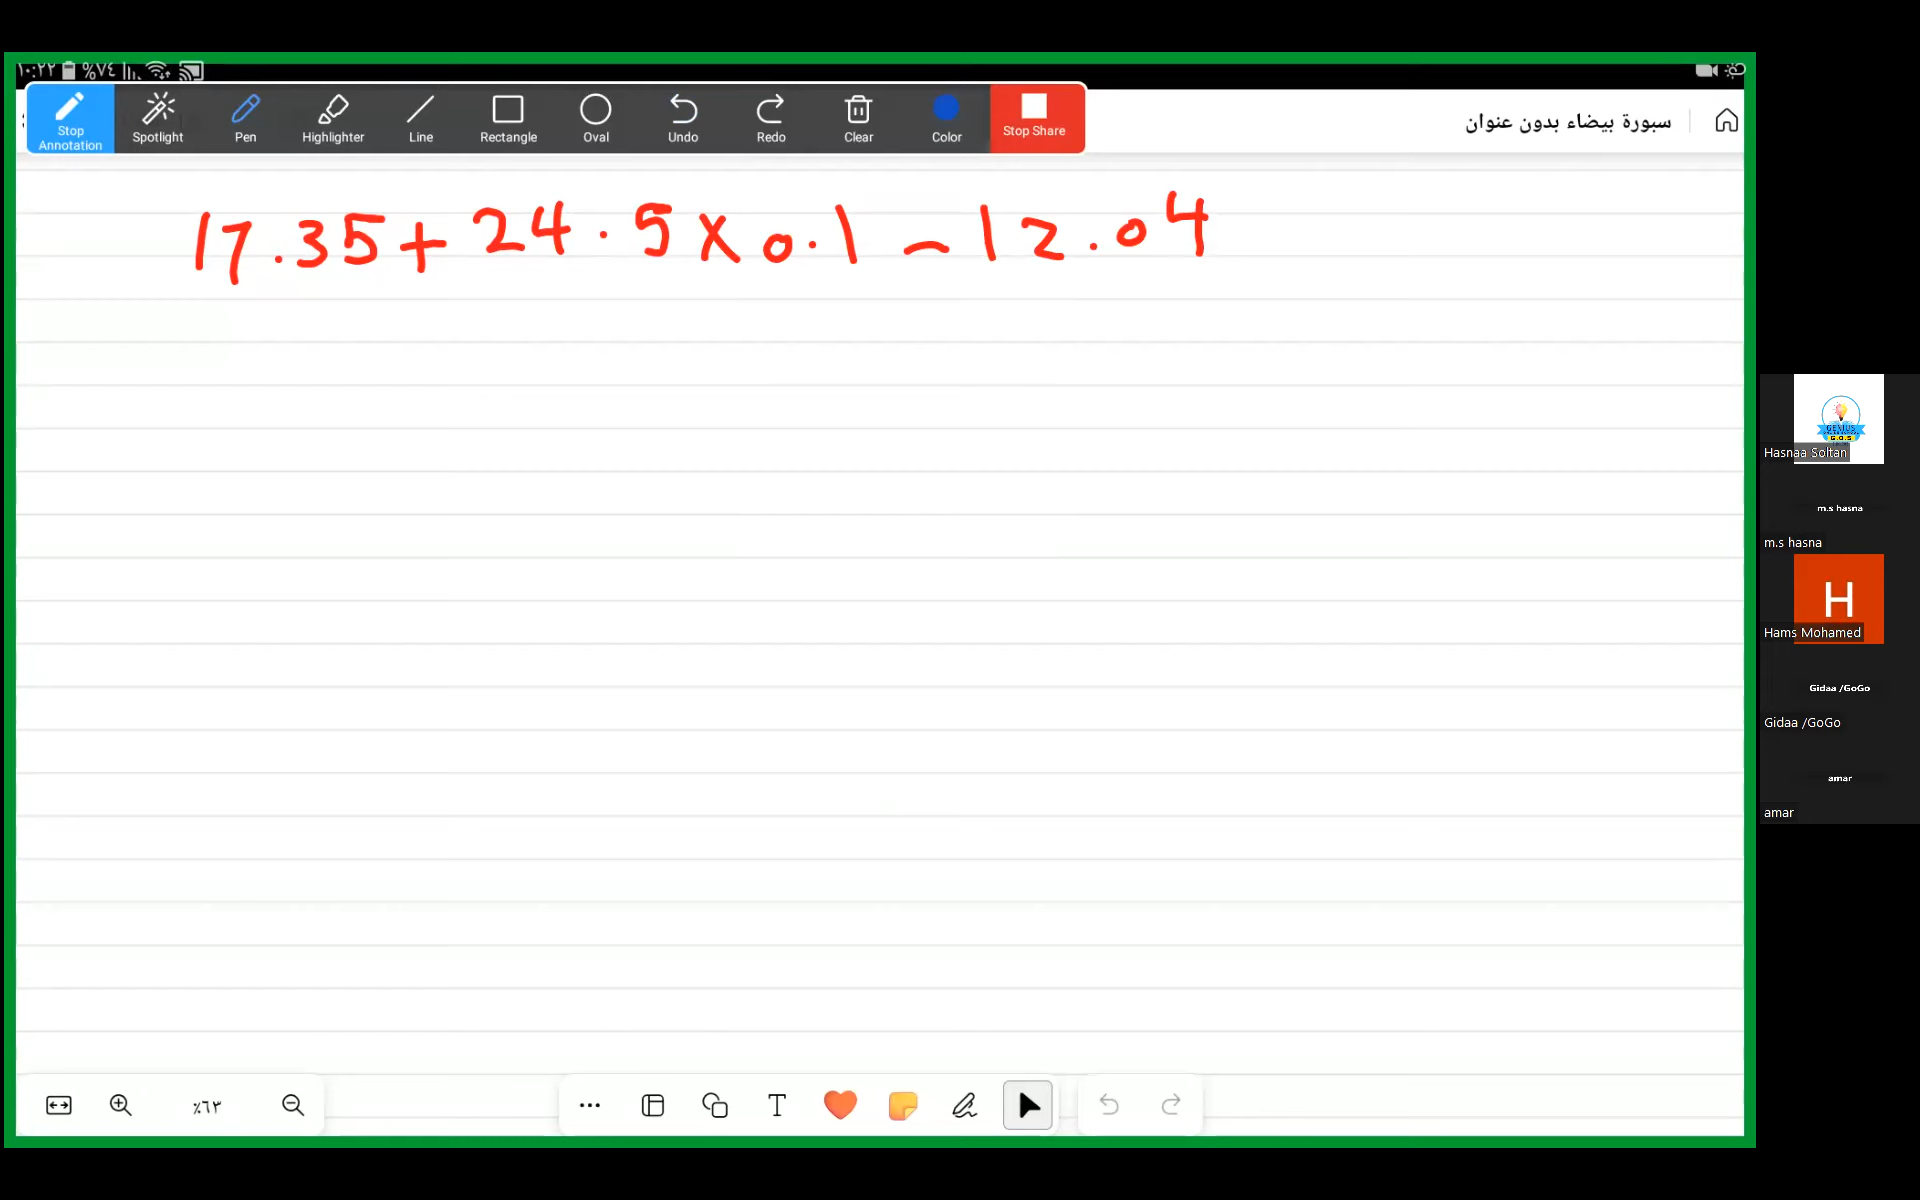 ١٠:٢٢ %٧٤
Stop Annotation
Spotlight
Pen
Highlighter
Line
Rectangle
Oval
Undo
Redo
Clear
Color
Stop Share
سبورة بيضاء بدون عنوان
17.35+24.5×0.1-12.04
GENIUS
G.O.S
Hasnaa Soltan
m.s hasna
m.s hasna
H
Hams Mohamed
Gidaa /GoGo
Gidaa /GoGo
amar
amar
٪٦٣
T